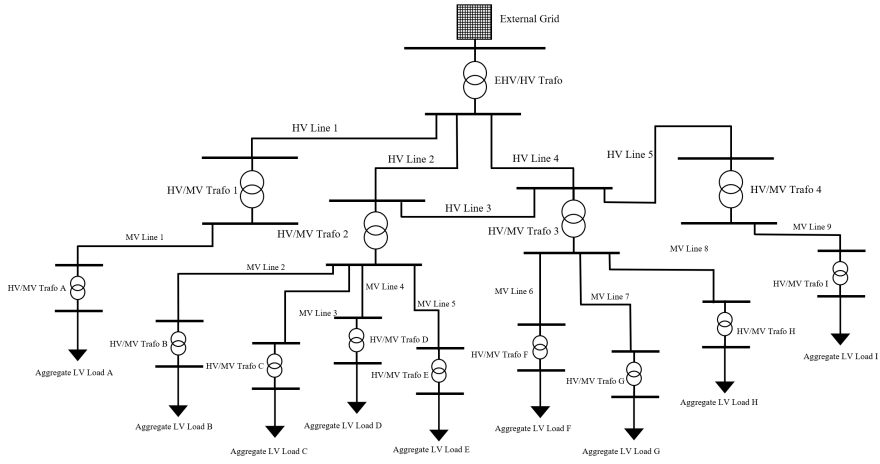 External Grid
EHV/HV Trafo
HV Line 1
HV Line 2
HV Line 4
HV Line 5
HV/MV Trafo 1
HV/MV Trafo 4
HV Line 3
HV/MV Trafo 2
HV/MV Trafo 3
MV Line 1
MV Line 9
MV Line 8
MV Line 2
MV Line 4
HV/MV Trafo A
HV/MV Trafo I
MV Line 6
MV Line 7
MV Line 5
MV Line 3
HV/MV Trafo H
HV/MV Trafo B
HV/MV Trafo D
HV/MV Trafo F
Aggregate LV Load I
HV/MV Trafo C
Aggregate LV Load A
HV/MV Trafo E
HV/MV Trafo G
Aggregate LV Load H
Aggregate LV Load B
Aggregate LV Load D
Aggregate LV Load F
Aggregate LV Load C
Aggregate LV Load E
Aggregate LV Load G